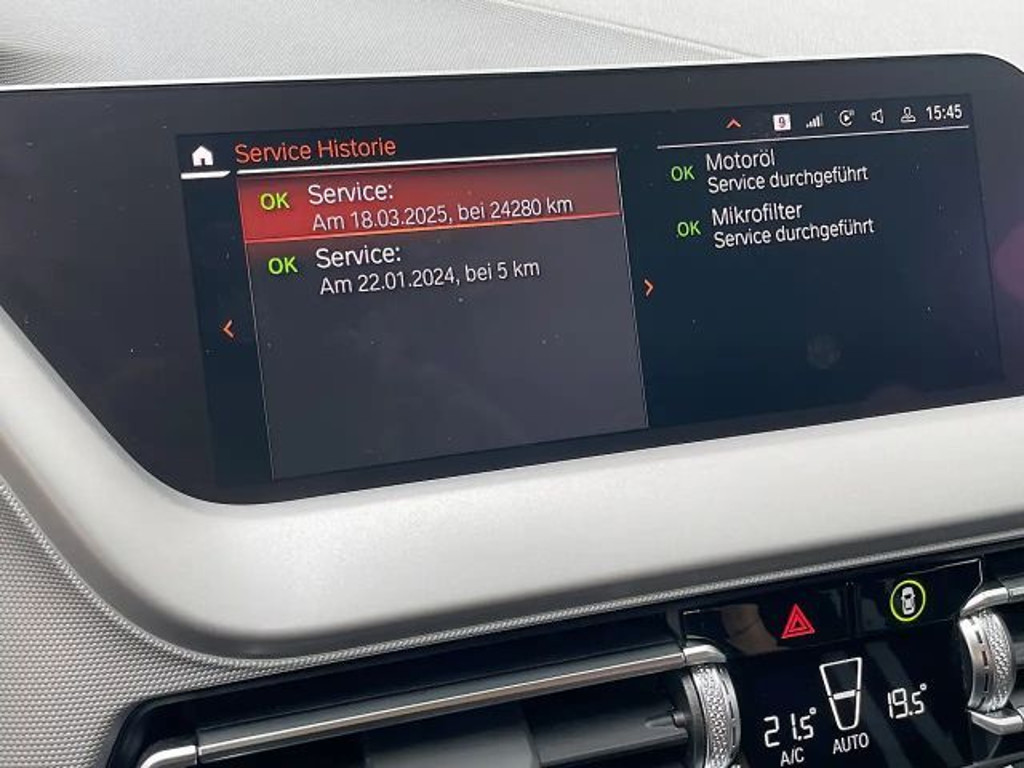 9
15:45
Service Historie
OK Service:
Am 18.03.2025, bei 24280 km
OK Service:
Am 22.01.2024, bei 5 km
OK Motoröl
Service durchgeführt
OK Mikrofilter
Service durchgeführt
21.5°
A/C
AUTO
19.5°